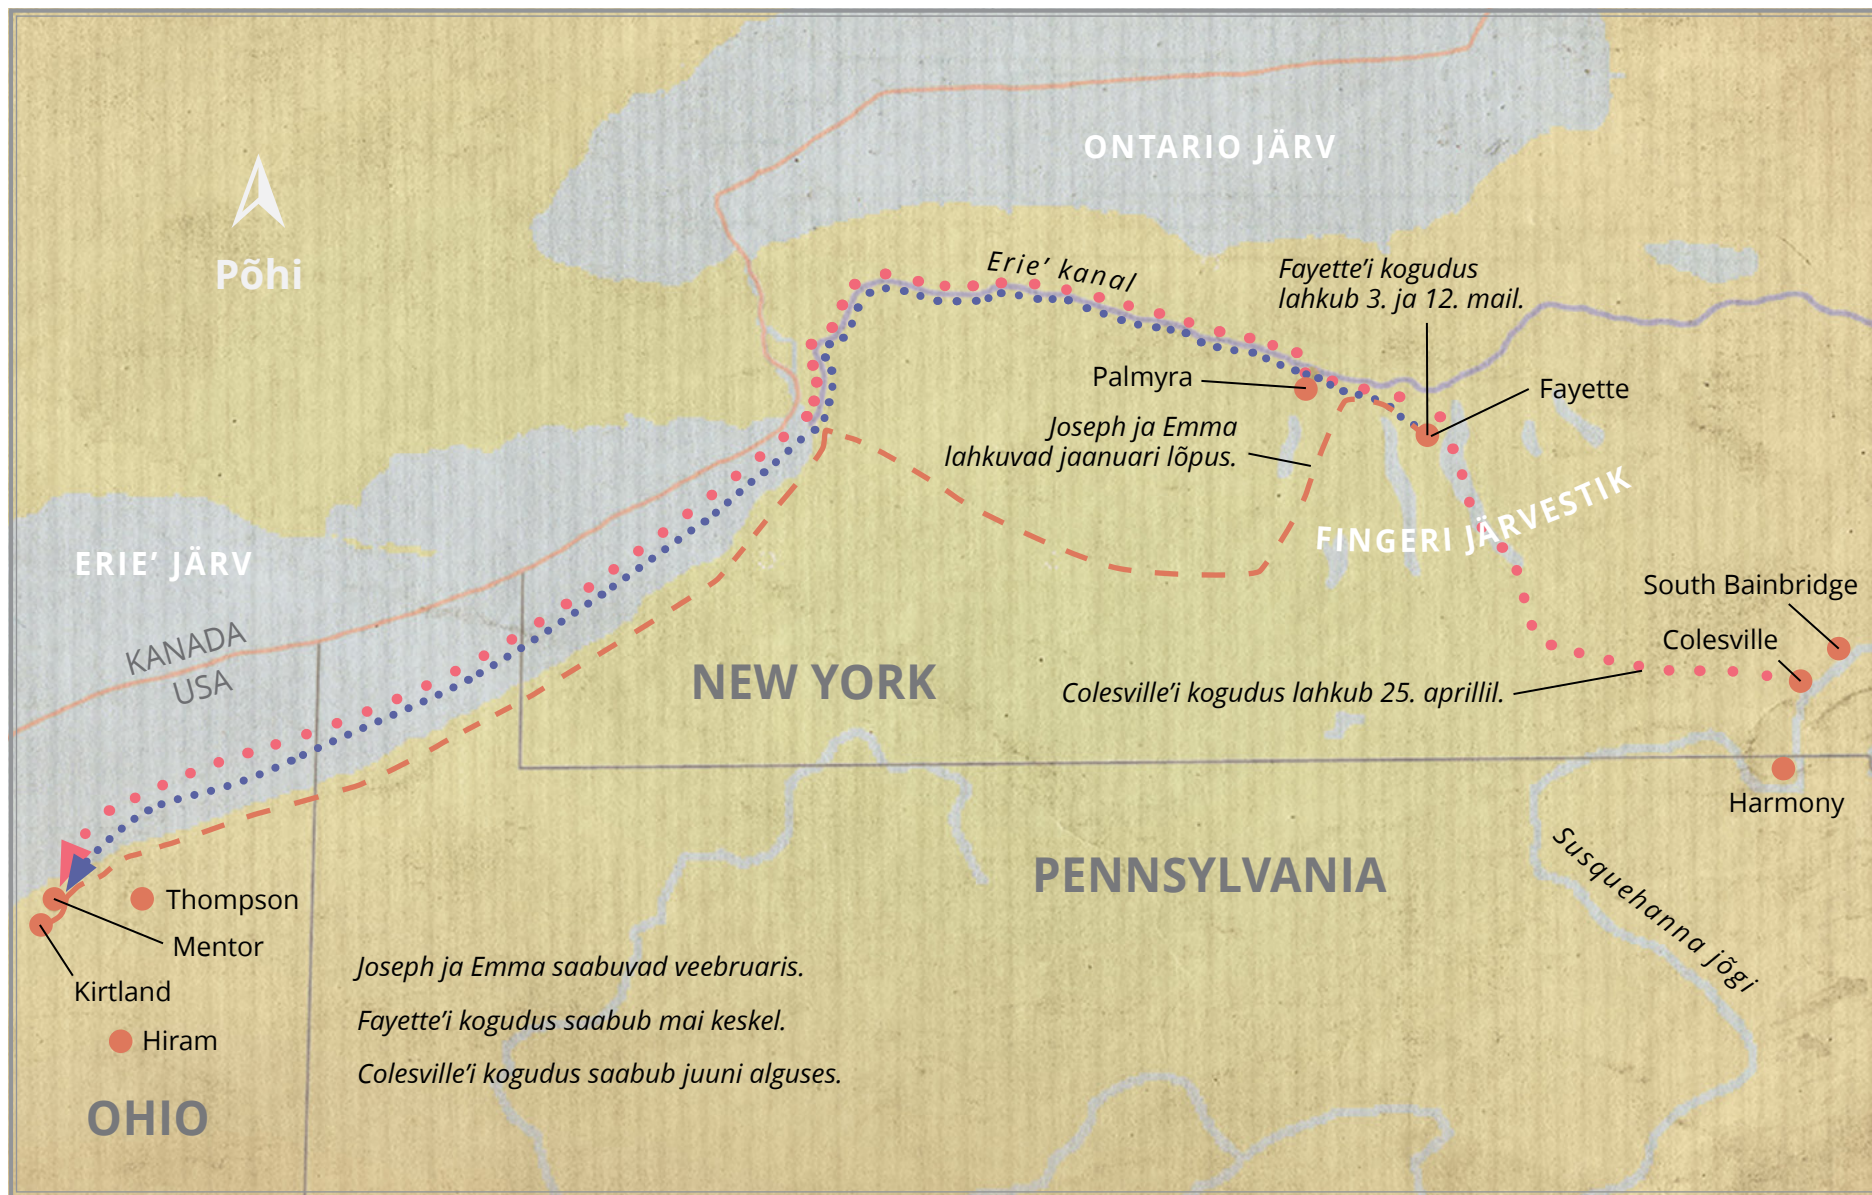 ONTARIO JÄRV
Põhi
Erie’ kanal
Fayette’i kogudus
lahkub 3. ja 12. mail.
Palmyra
Fayette
Joseph ja Emma
lahkuvad jaanuari lõpus.
FINGERI JÄRVESTIK
ERIE’ JÄRV
South Bainbridge
KANADA
USA
Colesville
NEW YORK
Colesville’i kogudus lahkub 25. aprillil.
Harmony
PENNSYLVANIA
Susquehanna jõgi
Thompson
Mentor
Kirtland
Hiram
Joseph ja Emma saabuvad veebruaris.
Fayette’i kogudus saabub mai keskel.
Colesville’i kogudus saabub juuni alguses.
OHIO